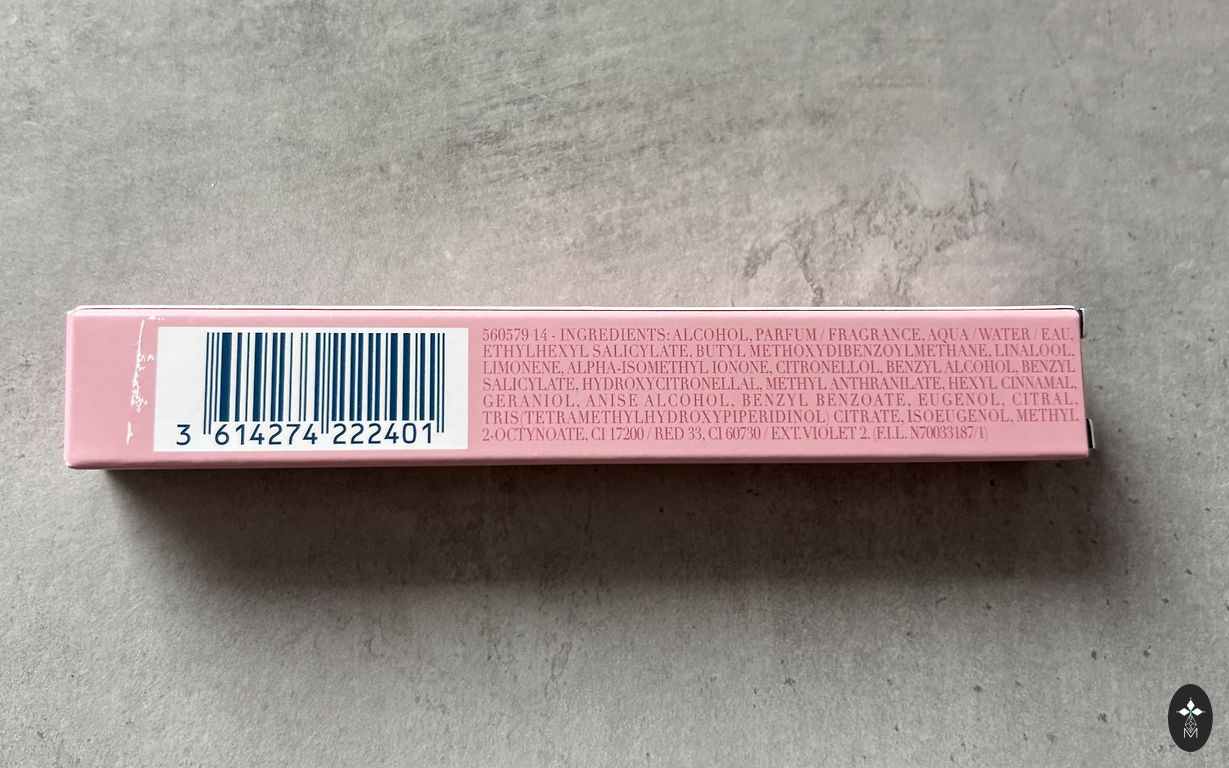 3 614274 222401
560579 14 - INGREDIENTS: ALCOHOL, PARFUM / FRAGRANCE, AQUA / WATER / EAU,
ETHYLHEXYL SALICYLATE, BUTYL METHOXYDIBENZOYLMETHANE, LINALOOL,
LIMONENE, ALPHA-ISOMETHYL IONONE, CITRONELLOL, BENZYL ALCOHOL, BENZYL
SALICYLATE, HYDROXYCITRONELLAL, METHYL ANTHRANILATE, HEXYL CINNAMAL,
GERANIOL, ANISE ALCOHOL, BENZYL BENZOATE, EUGENOL, CITRAL,
TRIS(TETRAMETHYLHYDROXYPIPERIDINOL) CITRATE, ISOEUGENOL, METHYL
2-OCTYNOATE, CI 17200 / RED 33, CI 60730 / EXT. VIOLET 2. (F.I.L. N70033187/1)